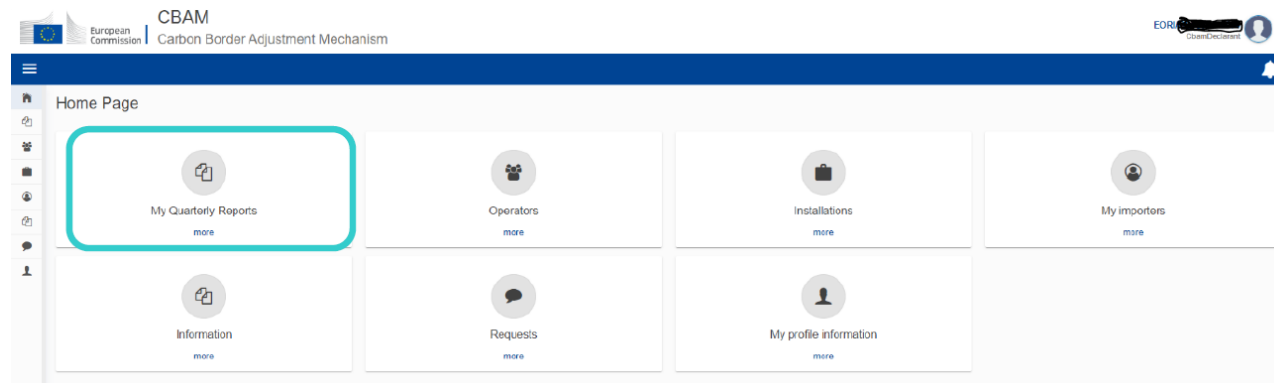 European
Commission
CBAM
Carbon Border Adjustment Mechanism
EORI
CbamDeclarant
Home Page
My Quarterly Reports
more
Operators
more
Installations
more
My importers
more
Information
more
Requests
more
My profile information
more